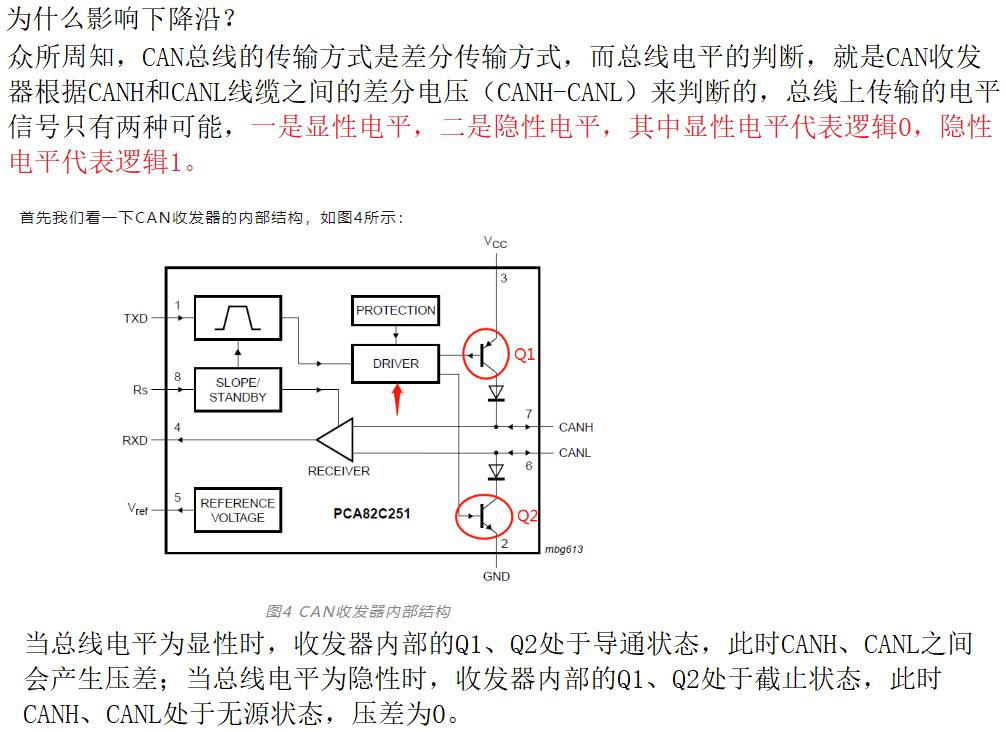 为什么影响下降沿？
众所周知，CAN总线的传输方式是差分传输方式，而总线电平的判断，就是CAN收发
器根据CANH和CANL线缆之间的差分电压（CANH-CANL）来判断的，总线上传输的电平
信号只有两种可能，一是显性电平，二是隐性电平，其中显性电平代表逻辑0，隐性
电平代表逻辑1。
首先我们看一下CAN收发器的内部结构，如图4所示：
VCC
3
TXD
1
PROTECTION
DRIVER
Q1
Rs
8
SLOPE/
STANDBY
7
CANH
RXD
4
CANL
6
RECEIVER
Vref
5
REFERENCE
VOLTAGE
PCA82C251
Q2
2
mbg613
GND
图4 CAN收发器内部结构
当总线电平为显性时，收发器内部的Q1、Q2处于导通状态，此时CANH、CANL之间
会产生压差；当总线电平为隐性时，收发器内部的Q1、Q2处于截止状态，此时
CANH、CANL处于无源状态，压差为0。